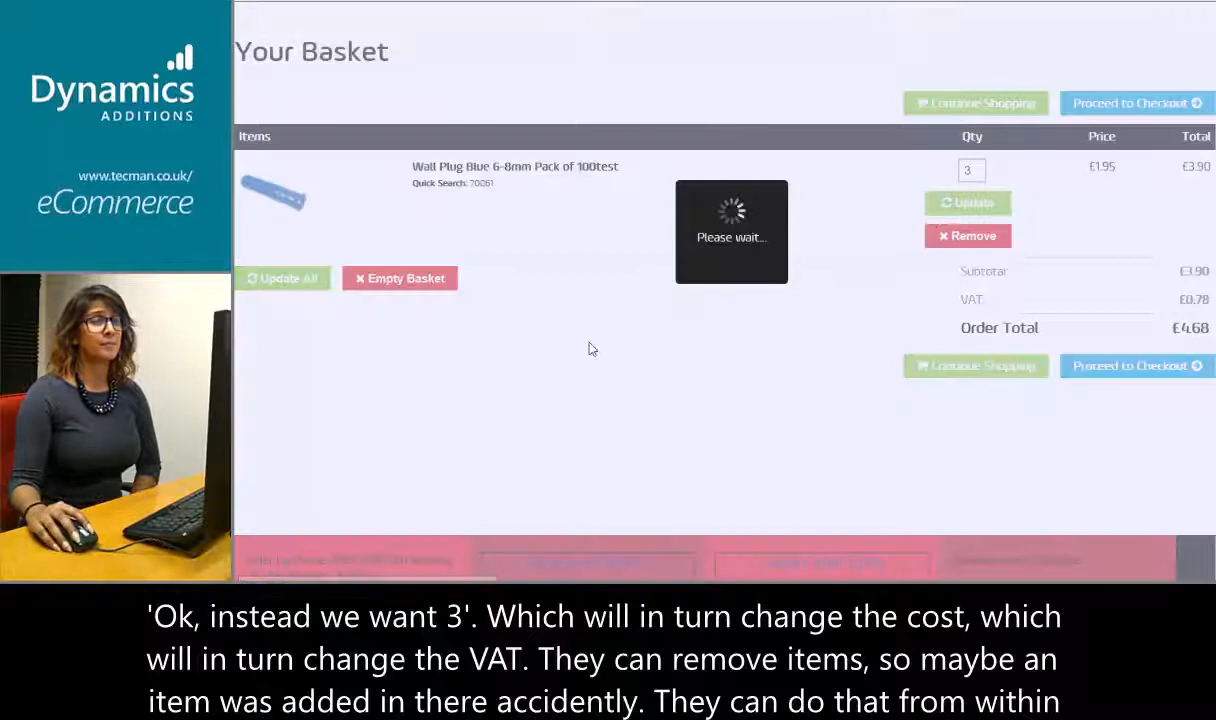 Dynamics
ADDITIONS
www.tecman.co.uk/
eCommerce
Your Basket
Continue Shopping
Proceed to Checkout
Items
Qty
Price
Total
Wall Plug Blue 6-8mm Pack of 100test
Quick Search: 70061
3
£1.95
£3.90
Update
Remove
Please wait...
Update All
Empty Basket
Subtotal:
£3.90
VAT:
£0.78
Order Total
£4.68
Continue Shopping
Proceed to Checkout
'Ok, instead we want 3'. Which will in turn change the cost, which
will in turn change the VAT. They can remove items, so maybe an
item was added in there accidently. They can do that from within